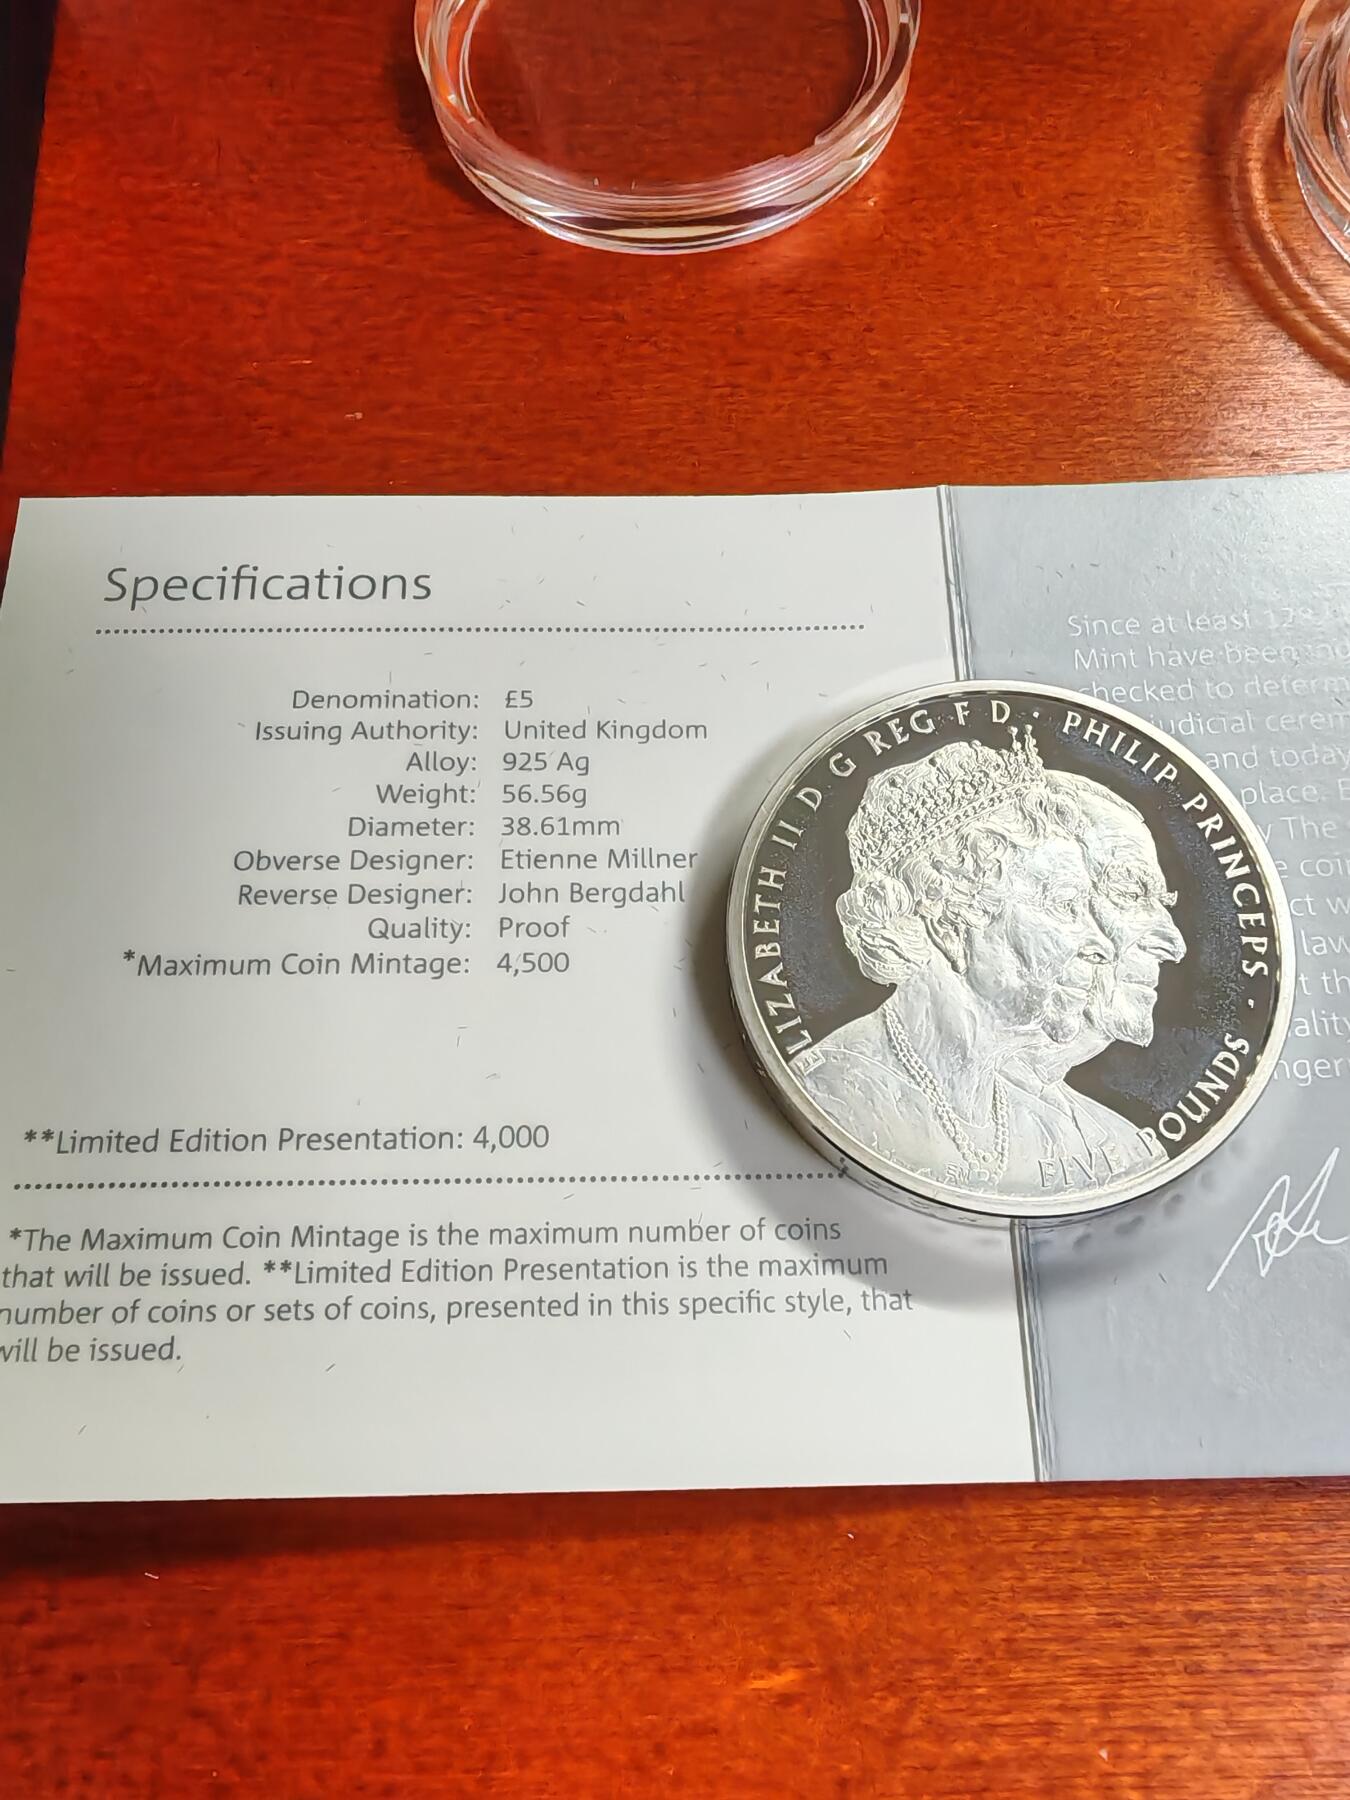 Specifications
Denomination: £5
Issuing Authority: United Kingdom
Alloy: 925 Ag
Weight: 56.56g
Diameter: 38.61mm
Obverse Designer: Etienne Millner
Reverse Designer: John Bergdahl
Quality: Proof
*Maximum Coin Mintage: 4,500
**Limited Edition Presentation: 4,000
*The Maximum Coin Mintage is the maximum number of coins
that will be issued. **Limited Edition Presentation is the maximum
number of coins or sets of coins, presented in this specific style, that
will be issued.
ELIZABETH II D G REG F D · PHILIP PRINCEPS ·
FIVE POUNDS
Since at least
Mint have been
checked to
judicial
and today
place.
The